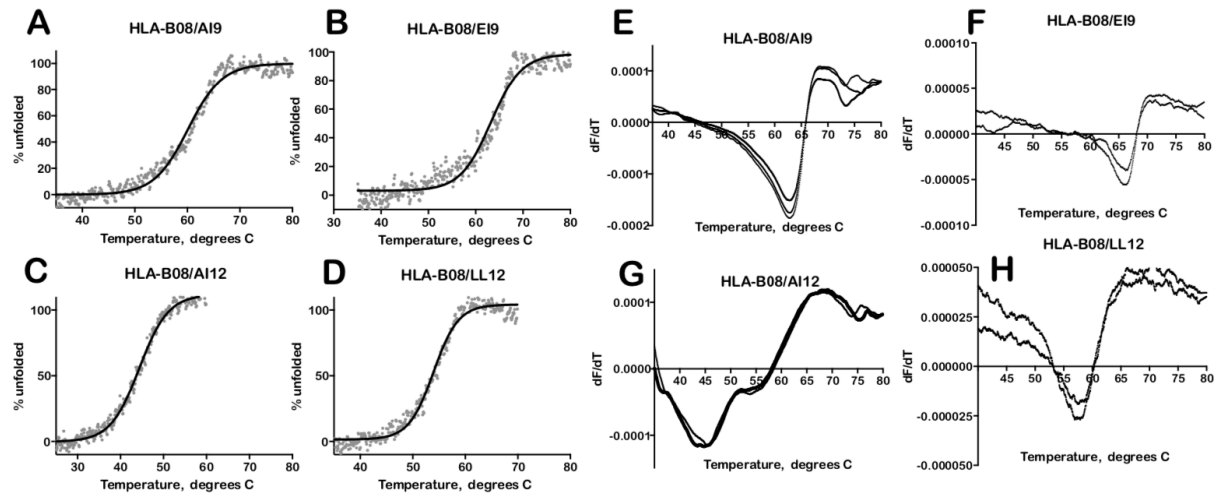 A
HLA-B08/AI9
100
80
60
40
20
0
% unfolded
40 50 60 70 80
Temperature, degrees C
B
HLA-B08/EI9
100
80
60
40
20
0
% unfolded
30 40 50 60 70 80
Temperature, degrees C
E
HLA-B08/AI9
0.0001
0.0000
-0.0001
-0.0002
dF/dT
40 45 50 55 60 65 70 75 80
Temperature, degrees C
F
HLA-B08/EI9
0.00010
0.00005
0.00000
-0.00005
-0.00010
dF/dT
45 50 55 60 65 70 75 80
Temperature, degrees C
C
HLA-B08/AI12
100
50
0
% unfolded
30 40 50 60 70 80
Temperature, degrees C
D
HLA-B08/LL12
100
50
0
% unfolded
40 50 60 70 80
Temperature, degrees C
G
HLA-B08/AI12
0.0001
0.0000
-0.0001
dF/dT
40 45 50 55 60 65 70 75 80
Temperature, degrees C
H
HLA-B08/LL12
0.000050
0.000025
0.000000
-0.000025
-0.000050
dF/dT
45 50 55 60 65 70 75 80
Temperature, degrees C